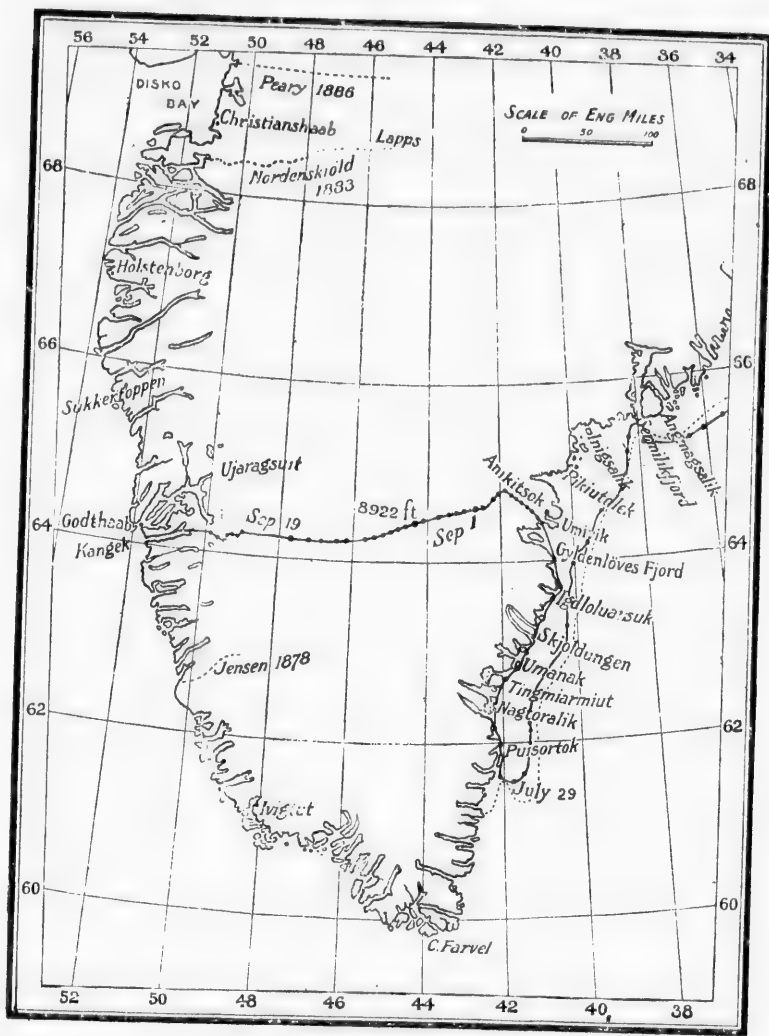 56 54 52 50 48 46 44 42 40 38 36 34
DISKO
BAY
Peary 1886
Christianshaab
SCALE OF ENG MILES
0 50 100
Lapps
Nordenskiöld
1883
68
68
Holstenborg
66
66
Sukkertoppen
Angmagsalik
Sermilikfjord
Pikiutdlek
Ujaragsuit
Anikitsok
8922 ft
Sep 19
Sep 1
Umivik
Godthaab
64
64
Kangek
Gyldenlöves Fjord
Igdloluarsuk
Skjoldungen
Umanak
Jensen 1878
Tingmiarmiut
Nagtoralik
62
62
Puisortok
July 29
Ivigtut
60
60
C. Farvel
52 50 48 46 44 42 40 38